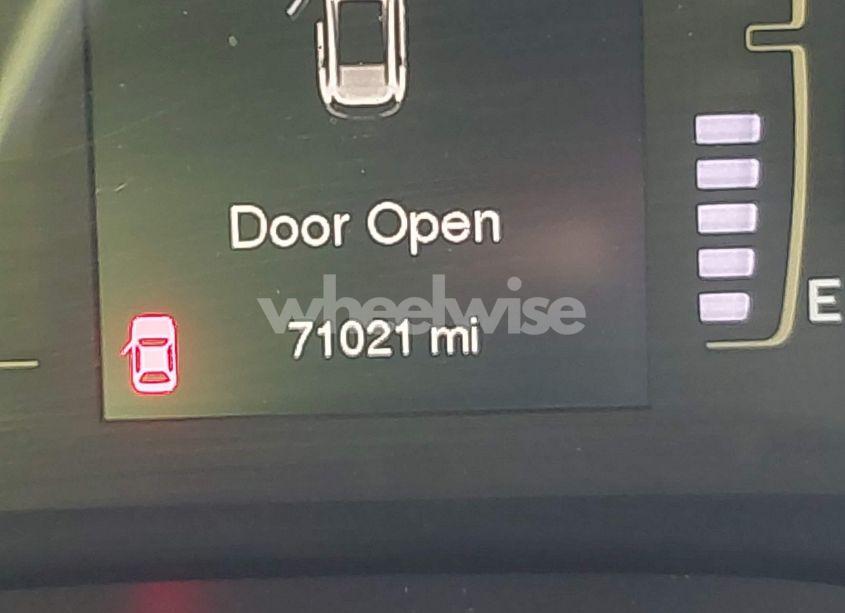 Door Open
E
wheelwise
71021 mi